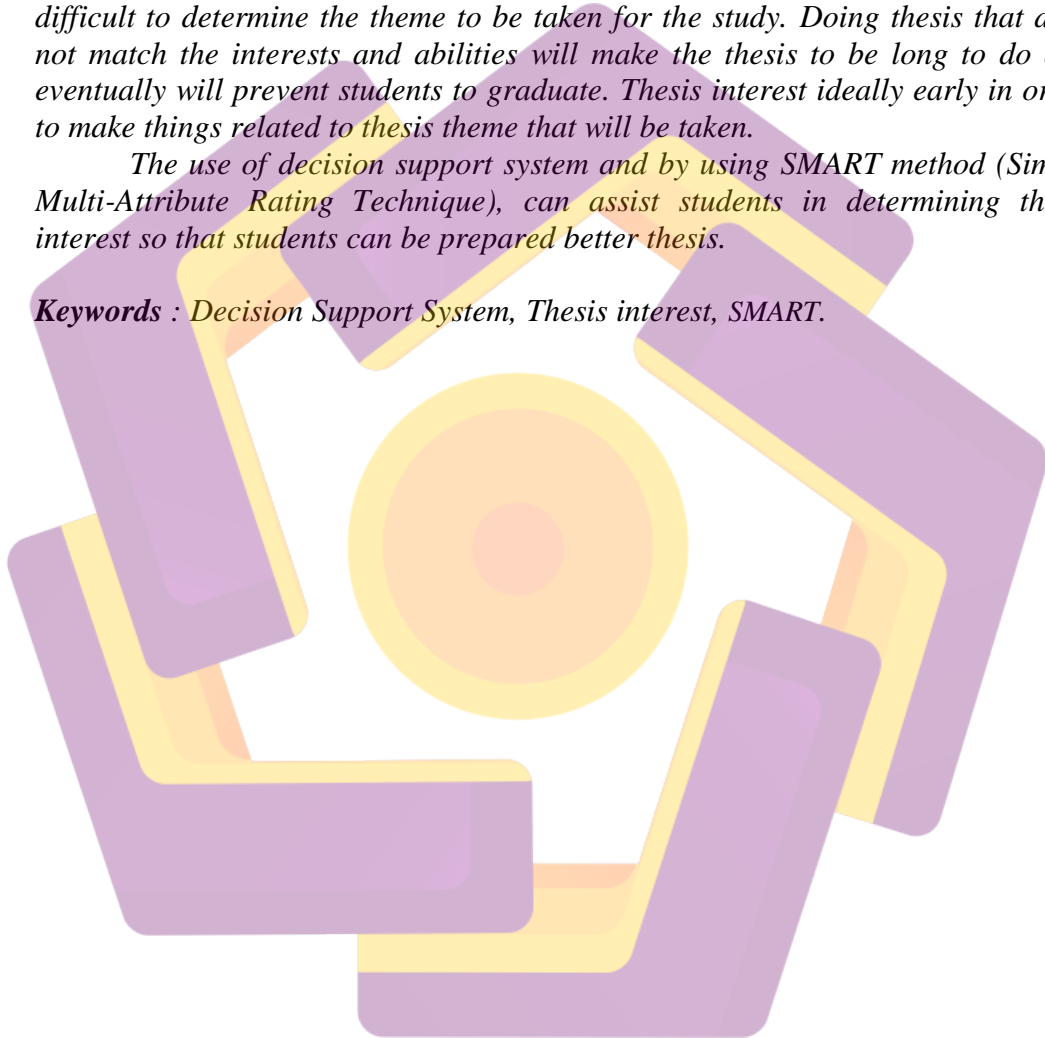 difficult to determine the theme to be taken for the study. Doing thesis that
not match the interests and abilities will make the thesis to be long to do
eventually will prevent students to graduate. Thesis interest ideally early in
to make things related to thesis theme that will be taken.
The use of decision support system and by using SMART method
Multi-Attribute Rating Technique), can assist students in determining
interest so that students can be prepared better thesis.
Keywords : Decision Support System, Thesis interest, SMART.